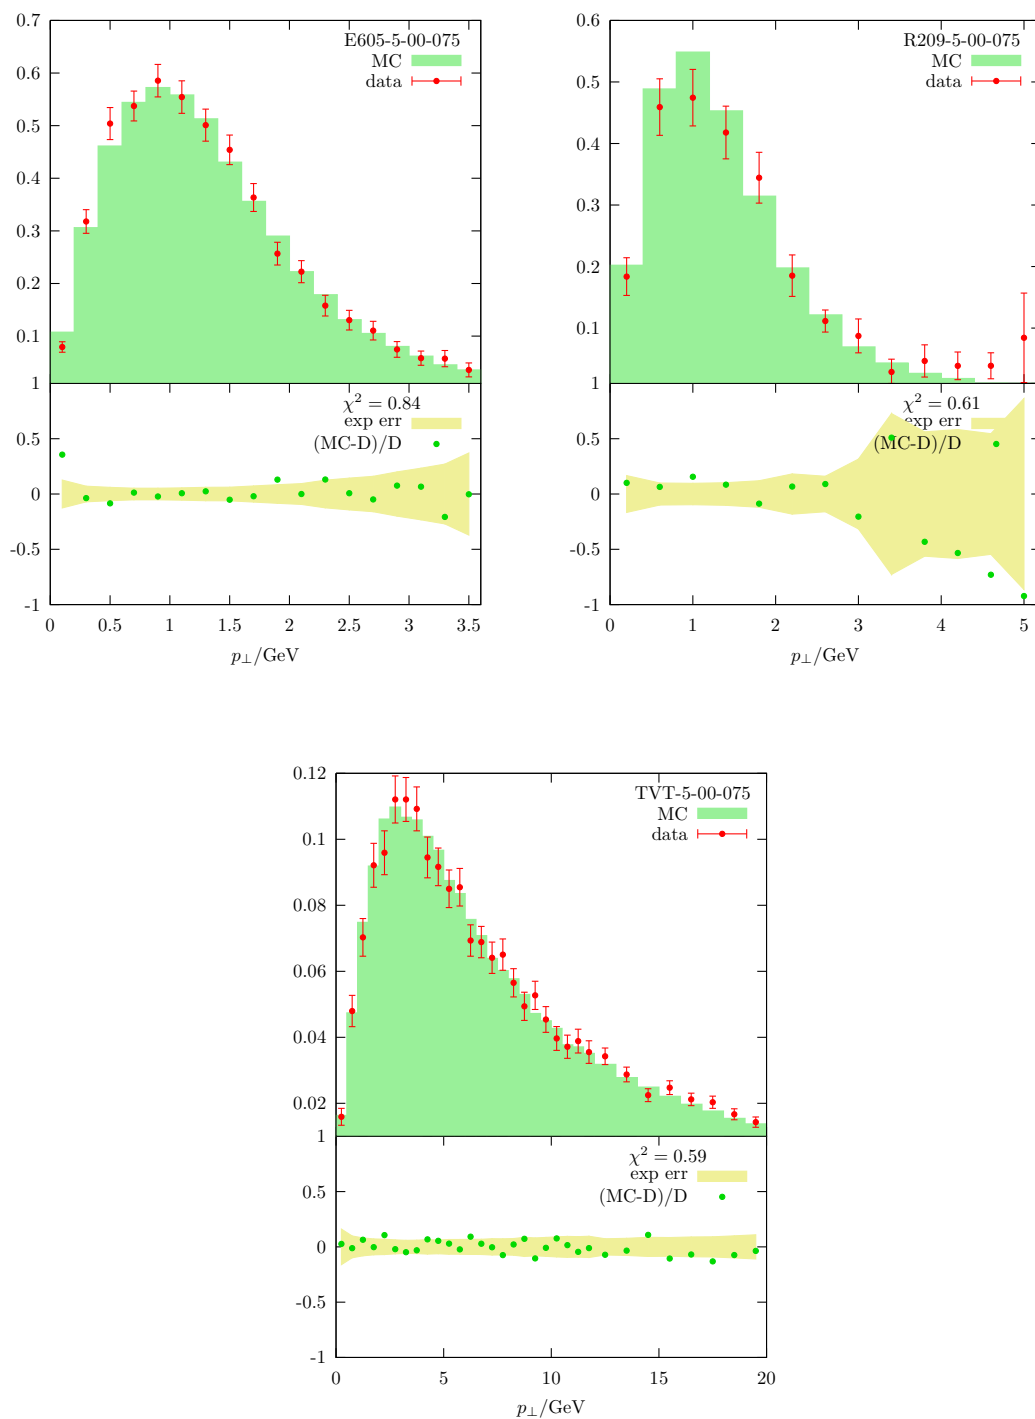 0.7
E605-5-00-075
MC
data
0.6
0.5
0.4
0.3
0.2
0.1
1
χ² = 0.84
exp err
(MC-D)/D
0.5
0
-0.5
-1
0 0.5 1 1.5 2 2.5 3 3.5
p⊥/GeV
0.6
R209-5-00-075
MC
data
0.5
0.4
0.3
0.2
0.1
1
χ² = 0.61
exp err
(MC-D)/D
0.5
0
-0.5
-1
0 1 2 3 4 5
p⊥/GeV
0.12
TVT-5-00-075
MC
data
0.1
0.08
0.06
0.04
0.02
1
χ² = 0.59
exp err
(MC-D)/D
0.5
0
-0.5
-1
0 5 10 15 20
p⊥/GeV